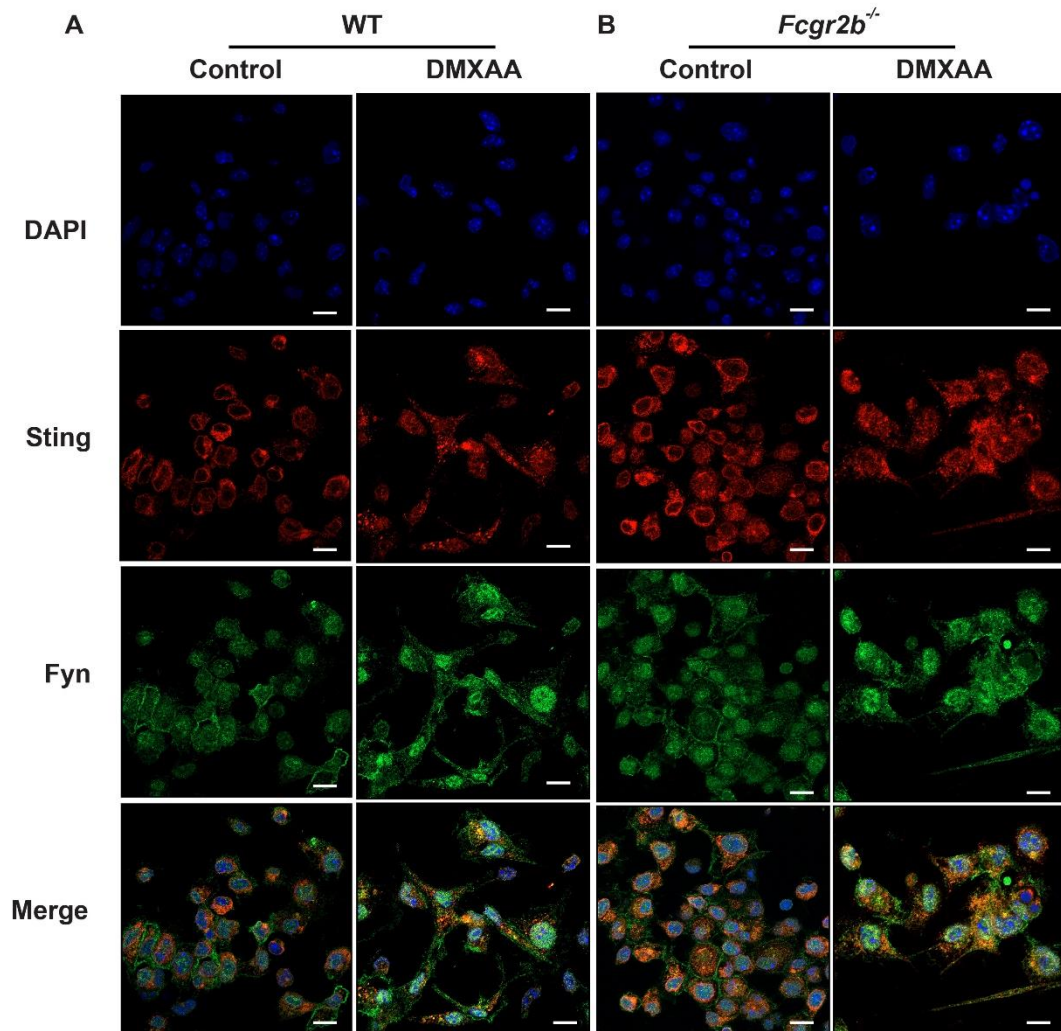 A WT B Fcgr2b-/-
Control DMXAA Control DMXAA
DAPI
Sting
Fyn
Merge